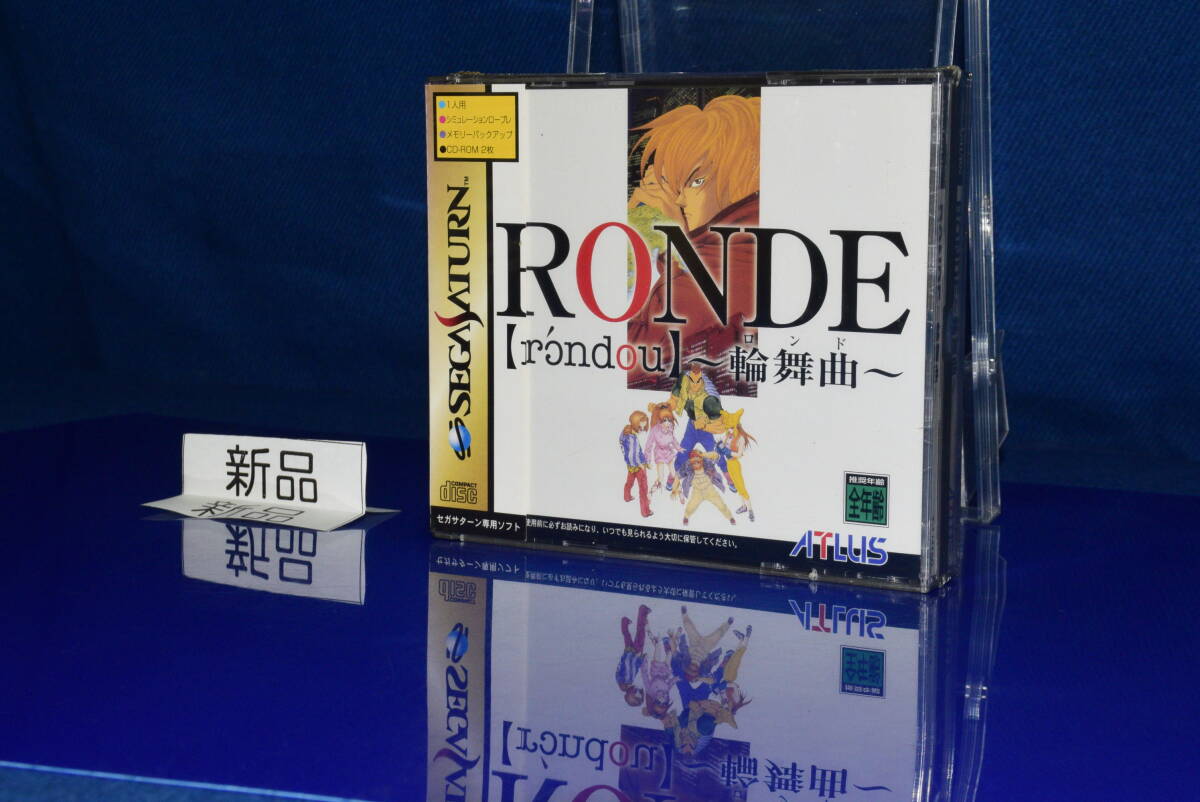 ●1人用
●シミュレーションロープレ
●メモリーバックアップ
●CD-ROM 2枚
SEGA SATURN™
COMPACT
disc
セガサターン専用ソフト
RONDE
【rɔ́ndou】～輪舞曲～
ロンド
推奨年齢
全年齢
使用前に必ずお読みになり、いつでも見られるよう大切に保管してください。
ATLUS
新品